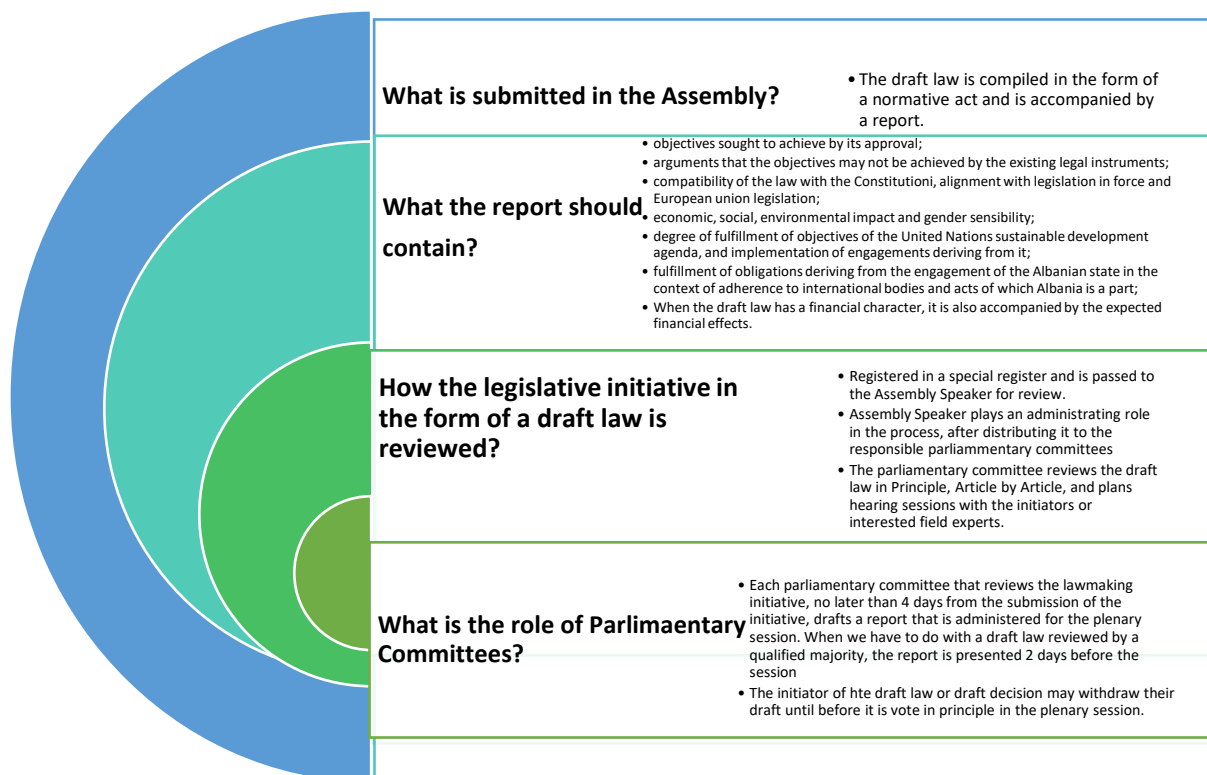 What is submitted in the Assembly?
• The draft law is compiled in the form of
a normative act and is accompanied by
a report.
What the report should
contain?
• objectives sought to achieve by its approval;
• arguments that the objectives may not be achieved by the existing legal instruments;
• compatibility of the law with the Constitutioni, alignment with legislation in force and
European union legislation;
• economic, social, environmental impact and gender sensibility;
• degree of fulfillment of objectives of the United Nations sustainable development
agenda, and implementation of engagements deriving from it;
• fulfillment of obligations deriving from the engagement of the Albanian state in the
context of adherence to international bodies and acts of which Albania is a part;
• When the draft law has a financial character, it is also accompanied by the expected
financial effects.
How the legislative initiative in
the form of a draft law is
reviewed?
• Registered in a special register and is passed to
the Assembly Speaker for review.
• Assembly Speaker plays an administrating role
in the process, after distributing it to the
responsible parliammentary committees
• The parliamentary committee reviews the draft
law in Principle, Article by Article, and plans
hearing sessions with the initiators or
interested field experts.
What is the role of Parlimaentary
Committees?
• Each parliamentary committee that reviews the lawmaking
initiative, no later than 4 days from the submission of the
initiative, drafts a report that is administered for the plenary
session. When we have to do with a draft law reviewed by a
qualified majority, the report is presented 2 days before the
session
• The initiator of hte draft law or draft decision may withdraw their
draft until before it is vote in principle in the plenary session.